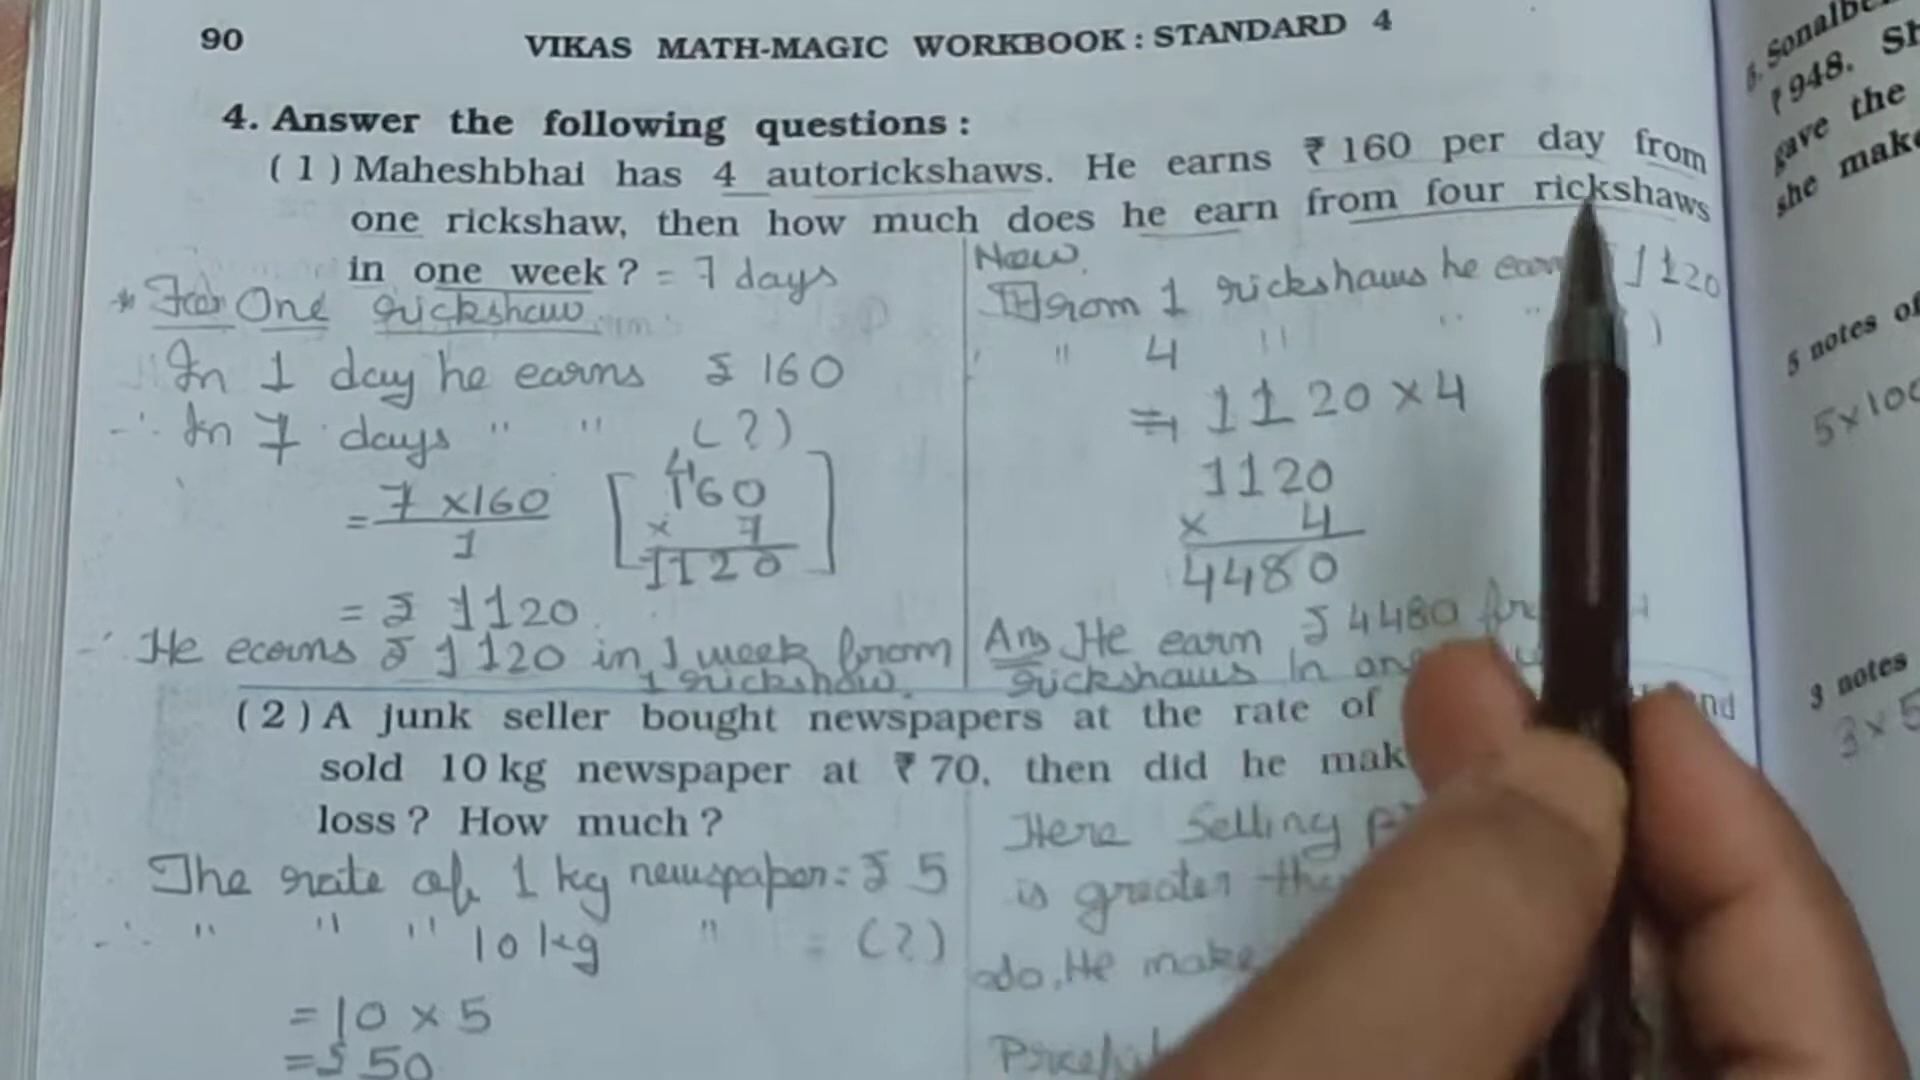 90
VIKAS MATH-MAGIC WORKBOOK : STANDARD 4
4. Answer the following questions :
( 1 ) Maheshbhai has 4 autorickshaws. He earns ₹ 160 per day from
one rickshaw, then how much does he earn from four rickshaws
in one week ? = 7 days
* For One rickshaw
In 1 day he earns ₹ 160
∴ In 7 days " " (?)
= 7 × 160
1
4
160
× 7
1120
= ₹ 1120
∴ He earns ₹ 1120 in 1 week from
1 rickshaw.
Now,
From 1 rickshaws he 1120
" 4 " " " )
⇒ 1120 × 4
1120
× 4
4480
Ans He earn ₹ 4480
rickshaws In
( 2 ) A junk seller bought newspapers at the rate of
sold 10 kg newspaper at ₹ 70, then did he
loss ? How much ?
The rate of 1 kg newspaper = ₹ 5
∴ " " " 10 kg " = (?)
= 10 × 5
= ₹ 50
Here Selling
is greater
so, He make
Sonalbe
₹ 948. Sh
gave the
she make
5 notes of
5 × 100
3 notes
3 × 5